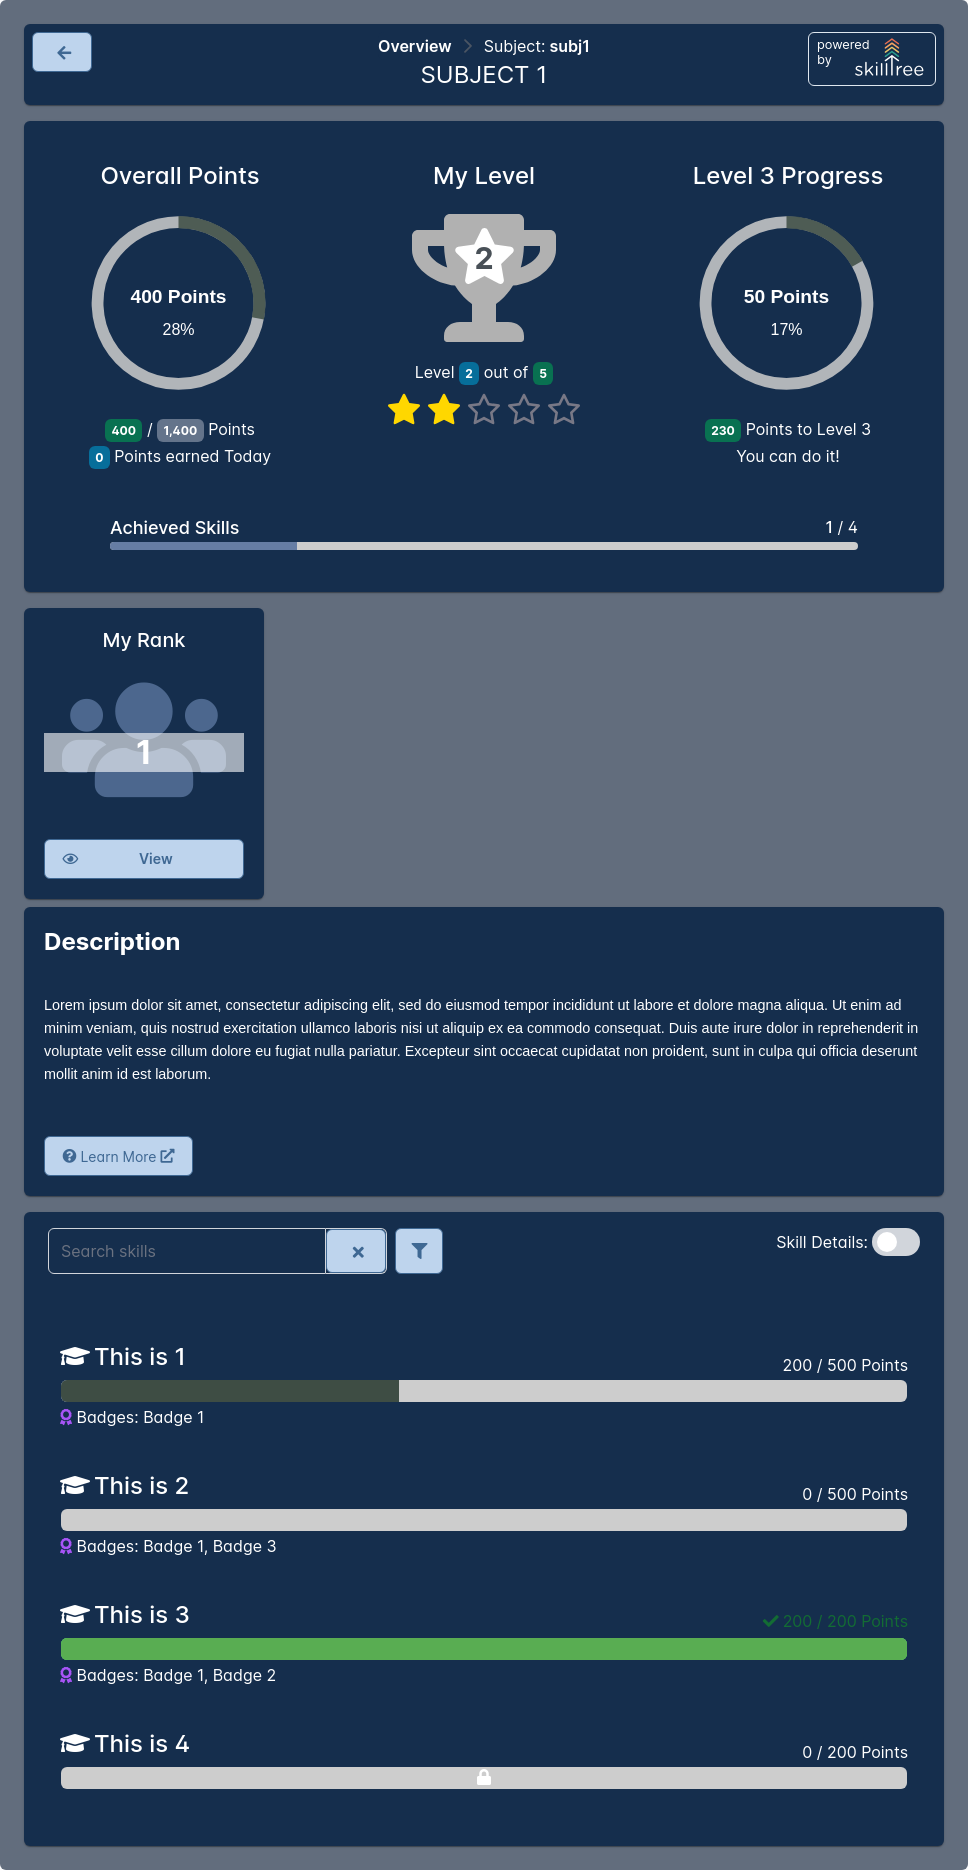 Overview Subject: subj1
SUBJECT 1
powered
by
skilltree
Overall Points
400 Points
28%
400 / 1,400 Points
0 Points earned Today
My Level
2
Level 2 out of 5
Level 3 Progress
50 Points
17%
230 Points to Level 3
You can do it!
Achieved Skills 1 / 4
My Rank
1
View
Description
Lorem ipsum dolor sit amet, consectetur adipiscing elit, sed do eiusmod tempor incididunt ut labore et dolore magna aliqua. Ut enim ad
minim veniam, quis nostrud exercitation ullamco laboris nisi ut aliquip ex ea commodo consequat. Duis aute irure dolor in reprehenderit in
voluptate velit esse cillum dolore eu fugiat nulla pariatur. Excepteur sint occaecat cupidatat non proident, sunt in culpa qui officia deserunt
mollit anim id est laborum.
Learn More
Search skills
Skill Details:
This is 1
200 / 500 Points
Badges: Badge 1
This is 2
0 / 500 Points
Badges: Badge 1, Badge 3
This is 3
200 / 200 Points
Badges: Badge 1, Badge 2
This is 4
0 / 200 Points